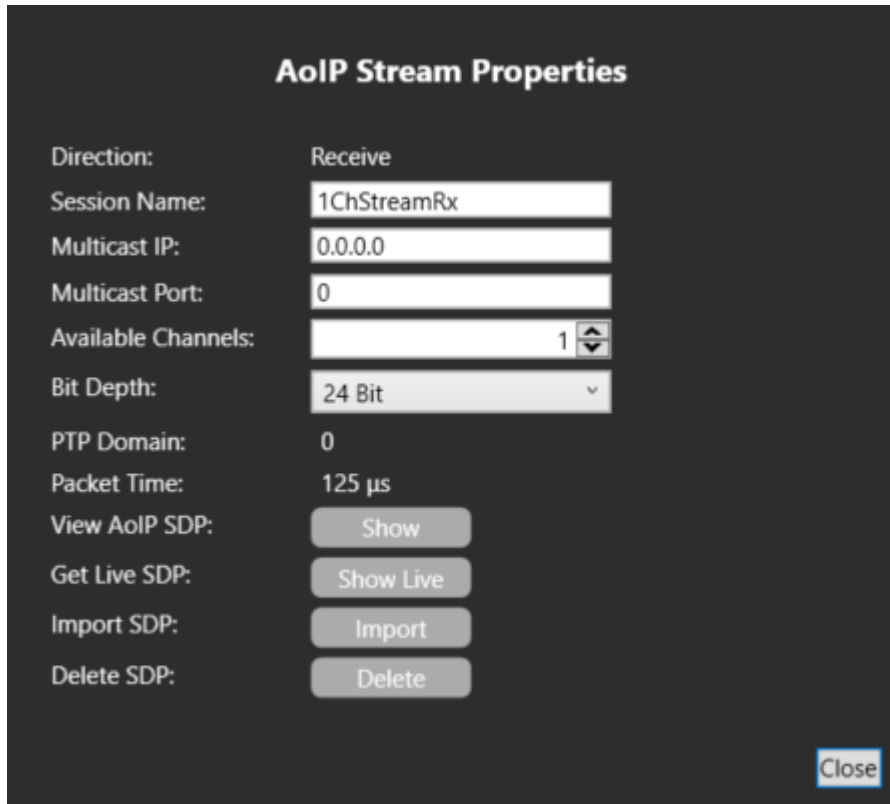 AoIP Stream Properties
Direction: Receive
Session Name: 1ChStreamRx
Multicast IP: 0.0.0.0
Multicast Port: 0
Available Channels: 1
Bit Depth: 24 Bit
PTP Domain: 0
Packet Time: 125 µs
View AoIP SDP: Show
Get Live SDP: Show Live
Import SDP: Import
Delete SDP: Delete
Close